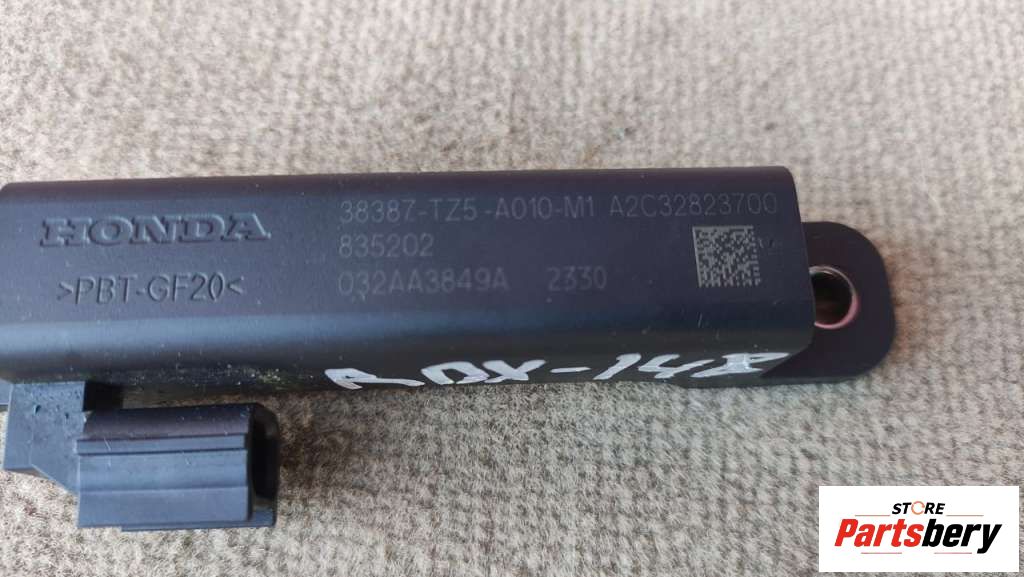 HONDA
>PBT-GF20<
38387-TZ5-A010-M1 A2C32823700
835202
032AA3849A 2330
STORE
Partsbery